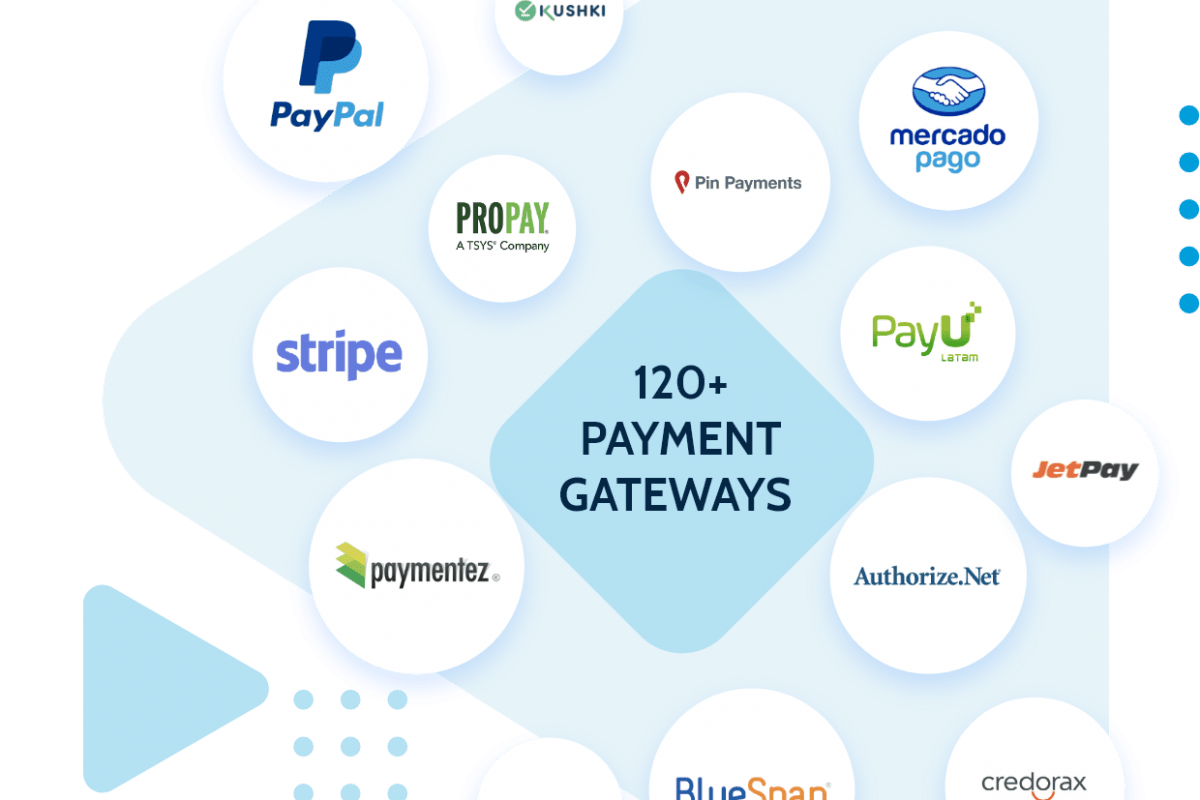 KUSHKI
PayPal
mercado
pago
Pin Payments
PROPAY®
A TSYS® Company
PayU
LATAM
stripe
120+
PAYMENT
GATEWAYS
JetPay
paymentez®
Authorize.Net
BlueSnap®
credorax